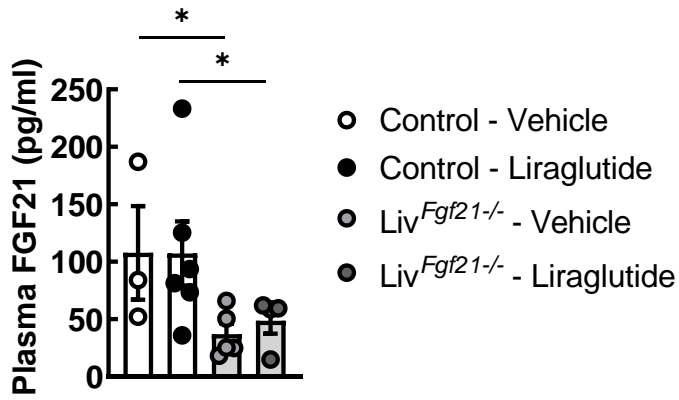 *
*
Plasma FGF21 (pg/ml)
250
200
150
100
50
0
Control - Vehicle
Control - Liraglutide
Liv Fgf21-/- - Vehicle
Liv Fgf21-/- - Liraglutide